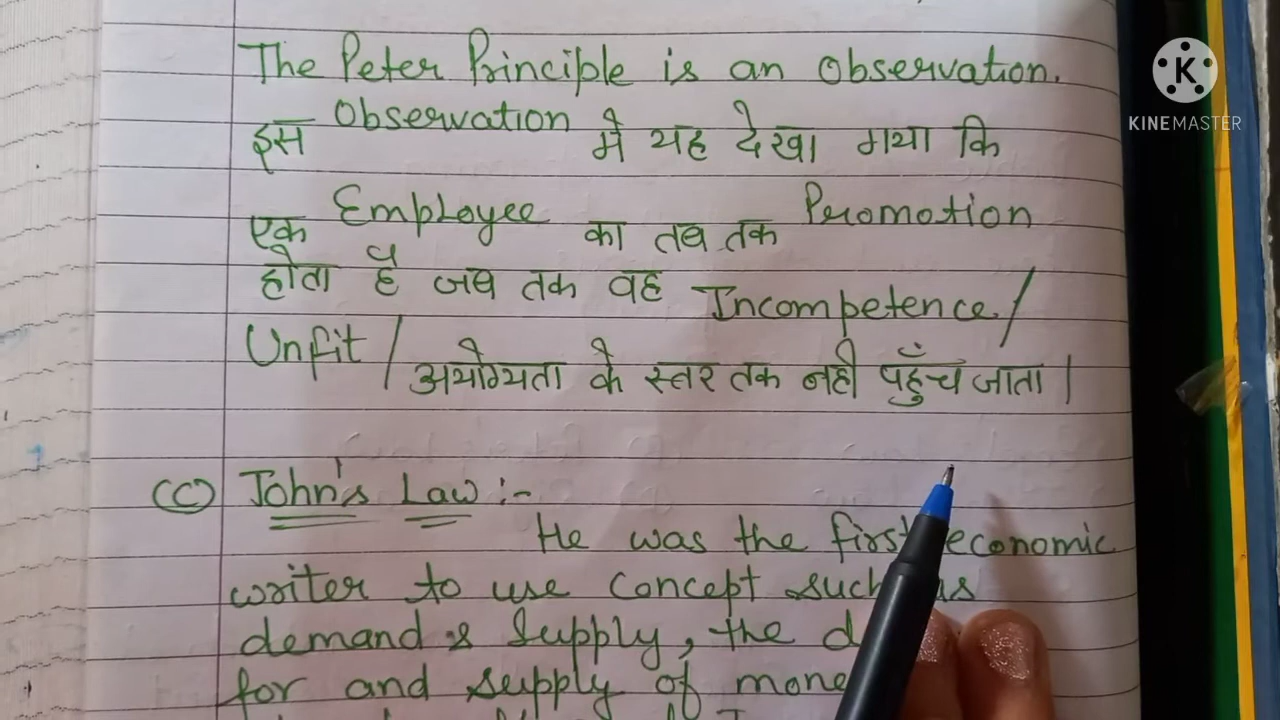 The Peter Principle is an observation.
इस Observation में यह देखा गया कि
एक Employee का तब तक Promotion
होता है जब तक वह Incompetence/
Unfit/अयोग्यता के स्तर तक नही पहुँच जाता।
(C) John's Law :-
He was the first economic
writer to use concept such as
demand & Supply, the
for and supply of
K
KINEMASTER